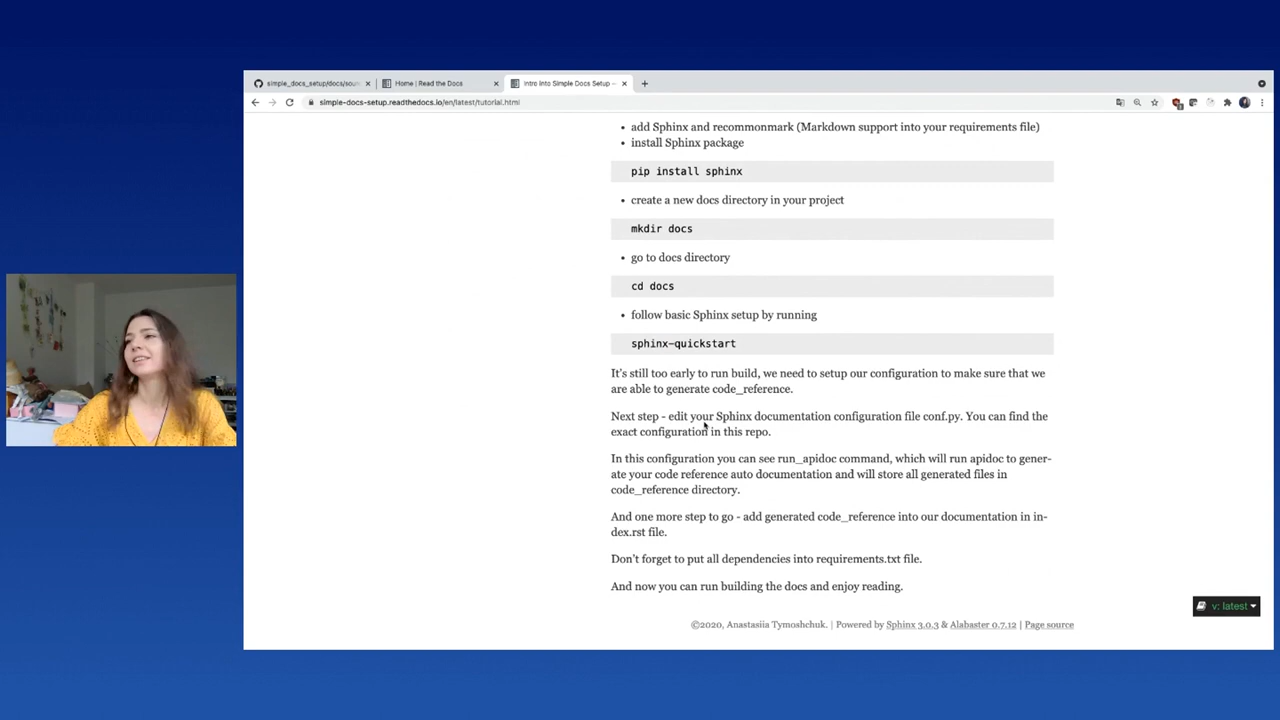 simple_docs_setup/docs/sour
Home | Read the Docs
Intro Into Simple Docs Setup —
simple-docs-setup.readthedocs.io/en/latest/tutorial.html
• add Sphinx and recommonmark (Markdown support into your requirements file)
• install Sphinx package
pip install sphinx
• create a new docs directory in your project
mkdir docs
• go to docs directory
cd docs
• follow basic Sphinx setup by running
sphinx-quickstart
It's still too early to run build, we need to setup our configuration to make sure that we
are able to generate code_reference.
Next step - edit your Sphinx documentation configuration file conf.py. You can find the
exact configuration in this repo.
In this configuration you can see run_apidoc command, which will run apidoc to gener-
ate your code reference auto documentation and will store all generated files in
code_reference directory.
And one more step to go - add generated code_reference into our documentation in in-
dex.rst file.
Don't forget to put all dependencies into requirements.txt file.
And now you can run building the docs and enjoy reading.
v: latest
©2020, Anastasiia Tymoshchuk. | Powered by Sphinx 3.0.3 & Alabaster 0.7.12 | Page source